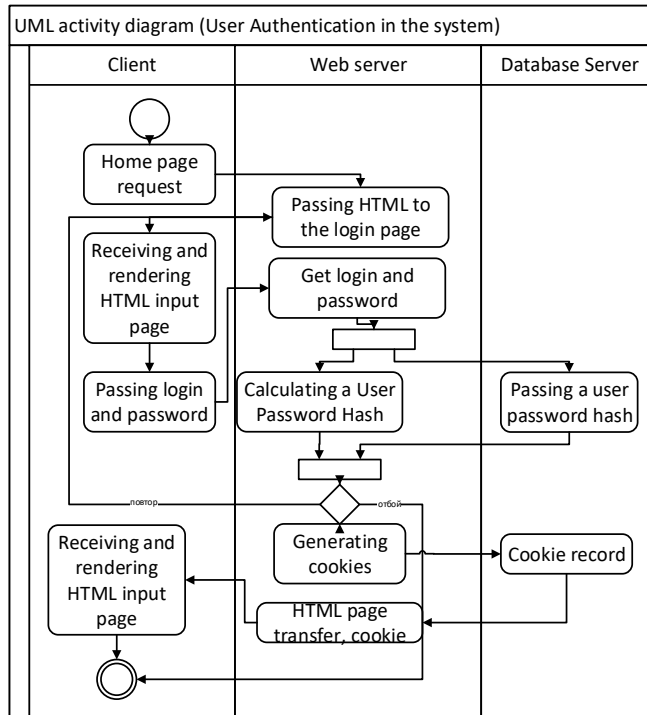 UML activity diagram (User Authentication in the system)
Client
Web server
Database Server
Home page
request
Passing HTML to
the login page
Receiving and
rendering
HTML input
page
Get login and
password
Passing login
and password
Calculating a User
Password Hash
Passing a user
password hash
повтор
отбой
Generating
cookies
Cookie record
Receiving and
rendering
HTML input
page
HTML page
transfer, cookie